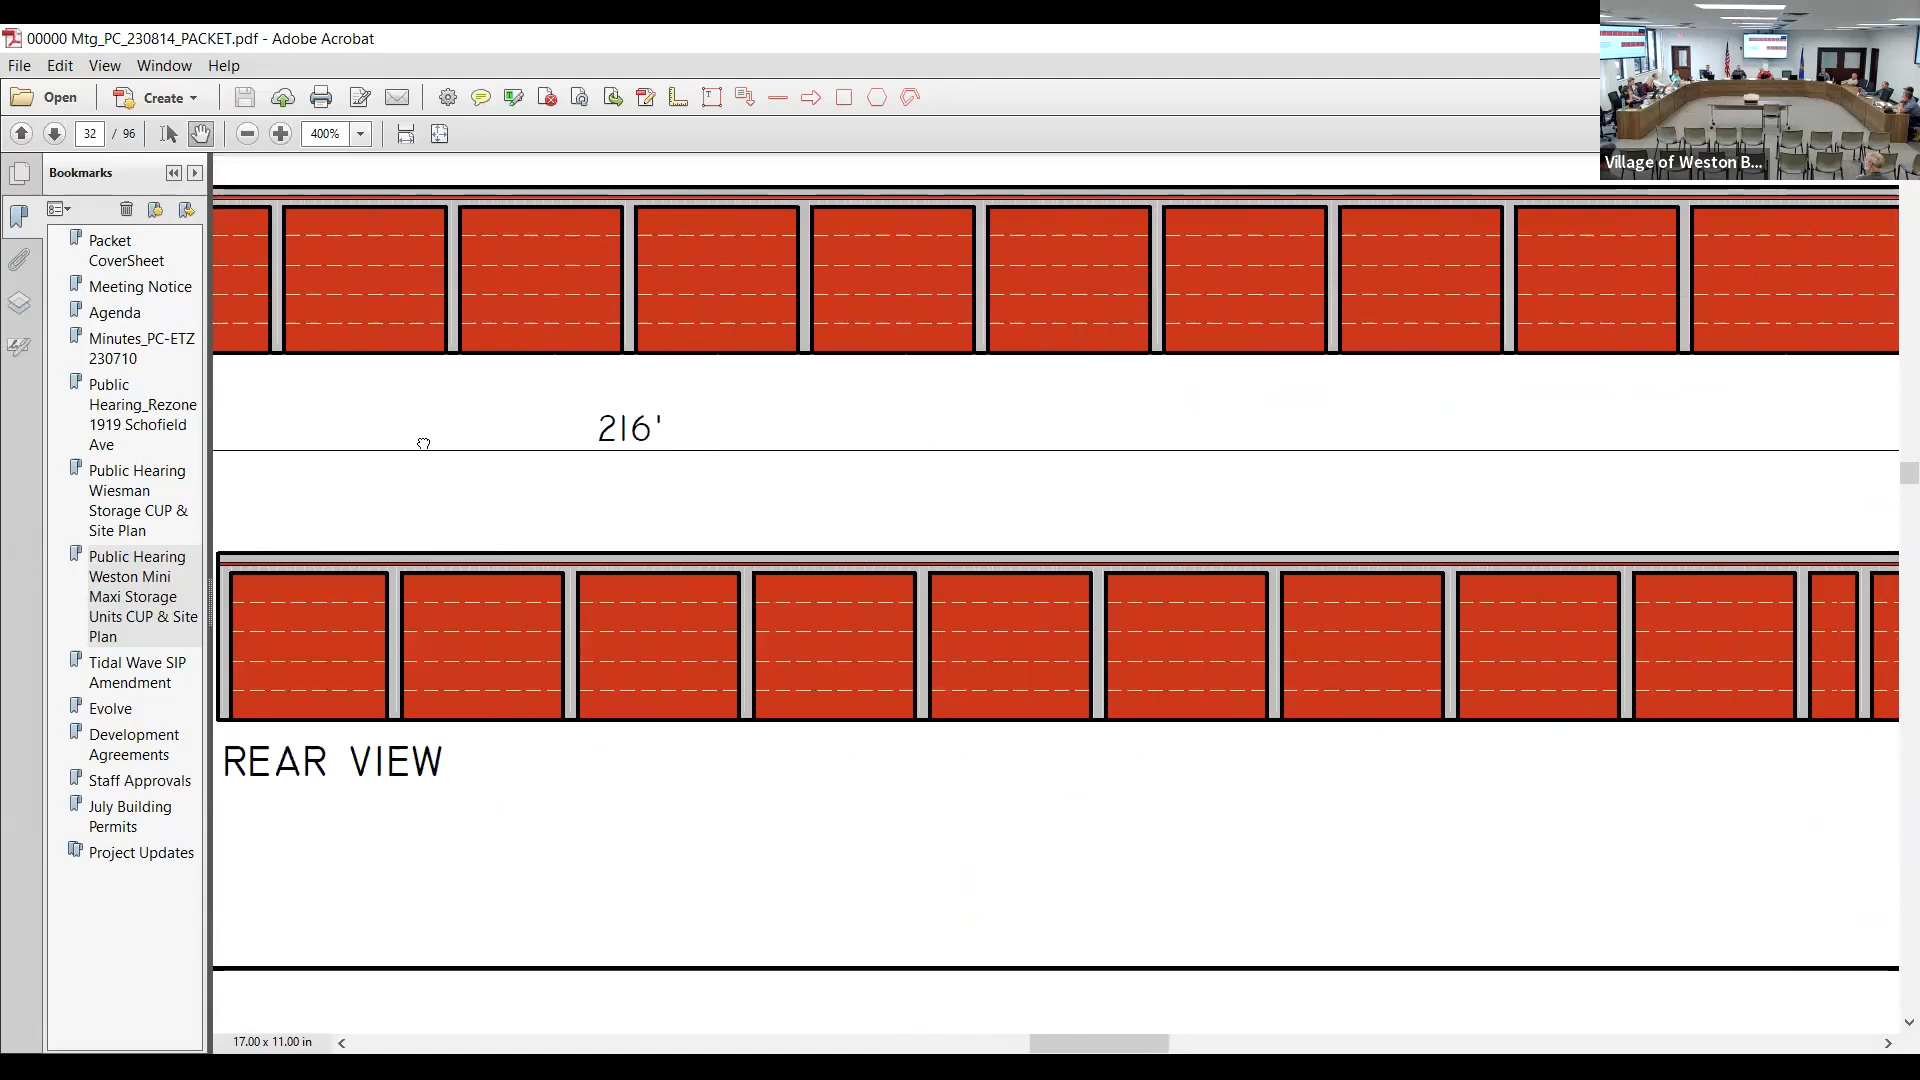 00000 Mtg_PC_230814_PACKET.pdf - Adobe Acrobat
File Edit View Window Help
Open Create
32 / 96 400%
Village of Weston B...
Bookmarks
Packet
CoverSheet
Meeting Notice
Agenda
Minutes_PC-ETZ
230710
Public
Hearing_Rezone
1919 Schofield
Ave
Public Hearing
Wiesman
Storage CUP &
Site Plan
Public Hearing
Weston Mini
Maxi Storage
Units CUP & Site
Plan
Tidal Wave SIP
Amendment
Evolve
Development
Agreements
Staff Approvals
July Building
Permits
Project Updates
216'
REAR VIEW
17.00 x 11.00 in